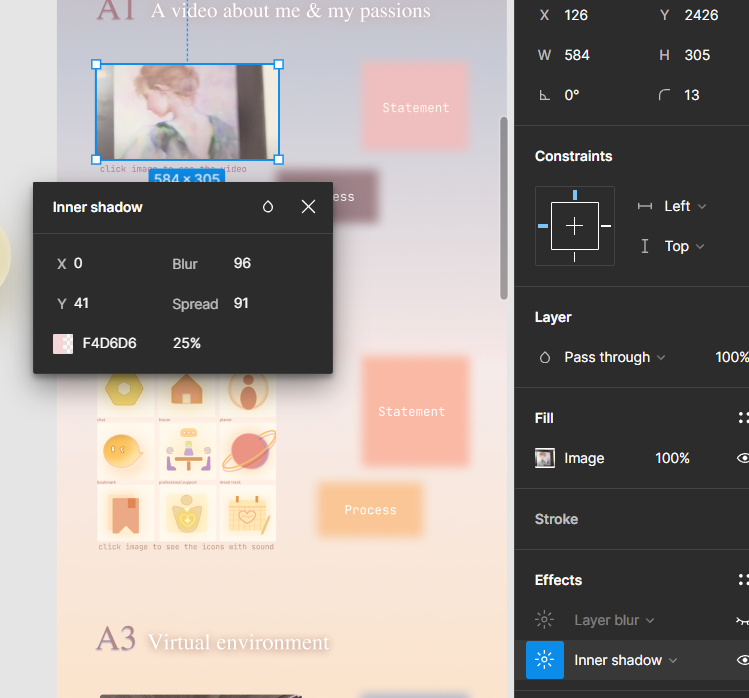 A1 A video about me & my passions
Statement
click image to see the video
584 × 305
ess
Inner shadow
X 0 Blur 96
Y 41 Spread 91
F4D6D6 25%
Statement
Process
click image to see the icons with sound
A3 Virtual environment
X 126 Y 2426
W 584 H 305
0° 13
Constraints
Left
Top
Layer
Pass through 100%
Fill
Image 100%
Stroke
Effects
Layer blur
Inner shadow